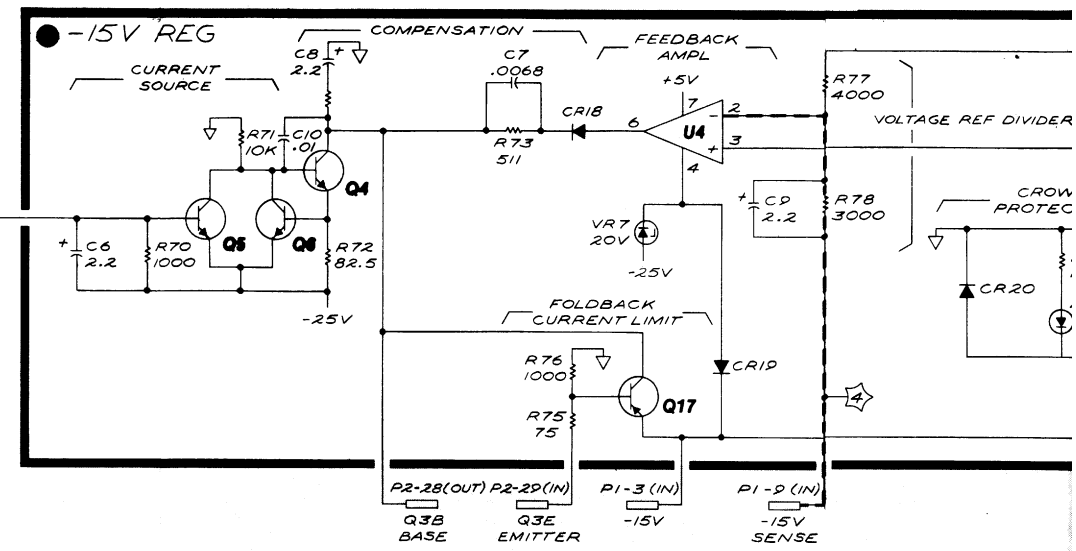 -15V REG
COMPENSATION
CURRENT
SOURCE
C8
2.2
+
C7
.0068
FEEDBACK
AMPL
+5V
7
2
-
U4
6
3
+
4
CR18
R73
511
R71
10K
C10
.01
Q4
Q5
Q6
+
C6
2.2
R70
1000
R72
82.5
-25V
VR7
20V
-25V
+
C9
2.2
R77
4000
VOLTAGE REF DIVIDER
R78
3000
CROW
PROTEC
CR20
FOLDBACK
CURRENT LIMIT
R76
1000
R75
75
Q17
CR19
4
P2-28(OUT)
Q3B
BASE
P2-29(IN)
Q3E
EMITTER
P1-3(IN)
-15V
P1-9(IN)
-15V
SENSE